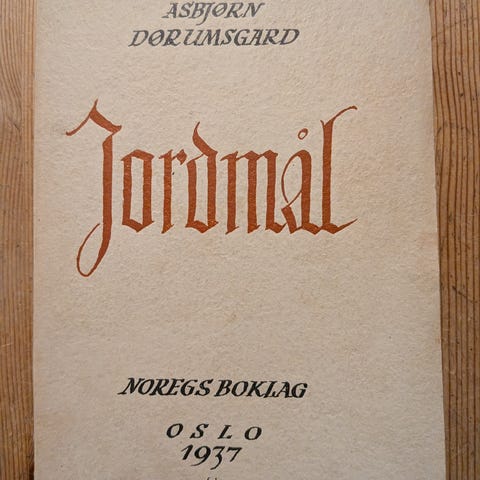 ASBJØRN
DØRUMSGARD
Jordmål
NOREGS BOKLAG
OSLO
1937